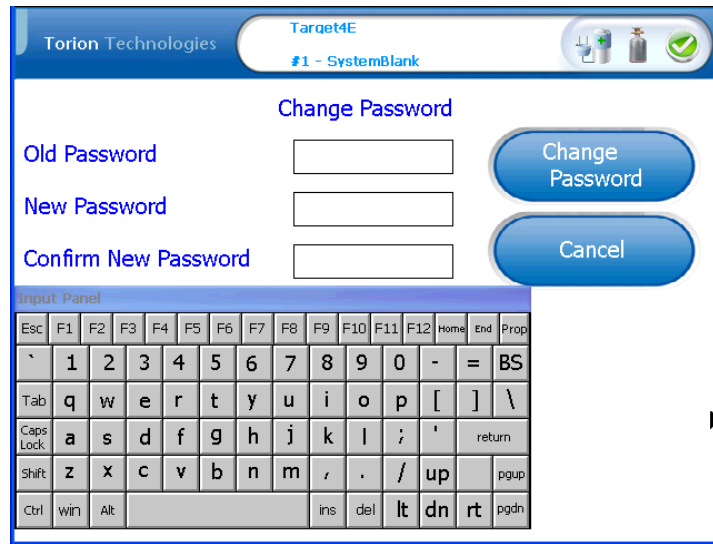 Torion Technologies
Target4E
#1 - SystemBlank
Change Password
Old Password
New Password
Confirm New Password
Change
Password
Cancel
Input Panel
Esc F1 F2 F3 F4 F5 F6 F7 F8 F9 F10 F11 F12 Home End Prop
` 1 2 3 4 5 6 7 8 9 0 - = BS
Tab q w e r t y u i o p [ ] \
Caps Lock a s d f g h j k l ; ' return
Shift z x c v b n m , . / up pgup
Ctrl win Alt ins del lt dn rt pgdn